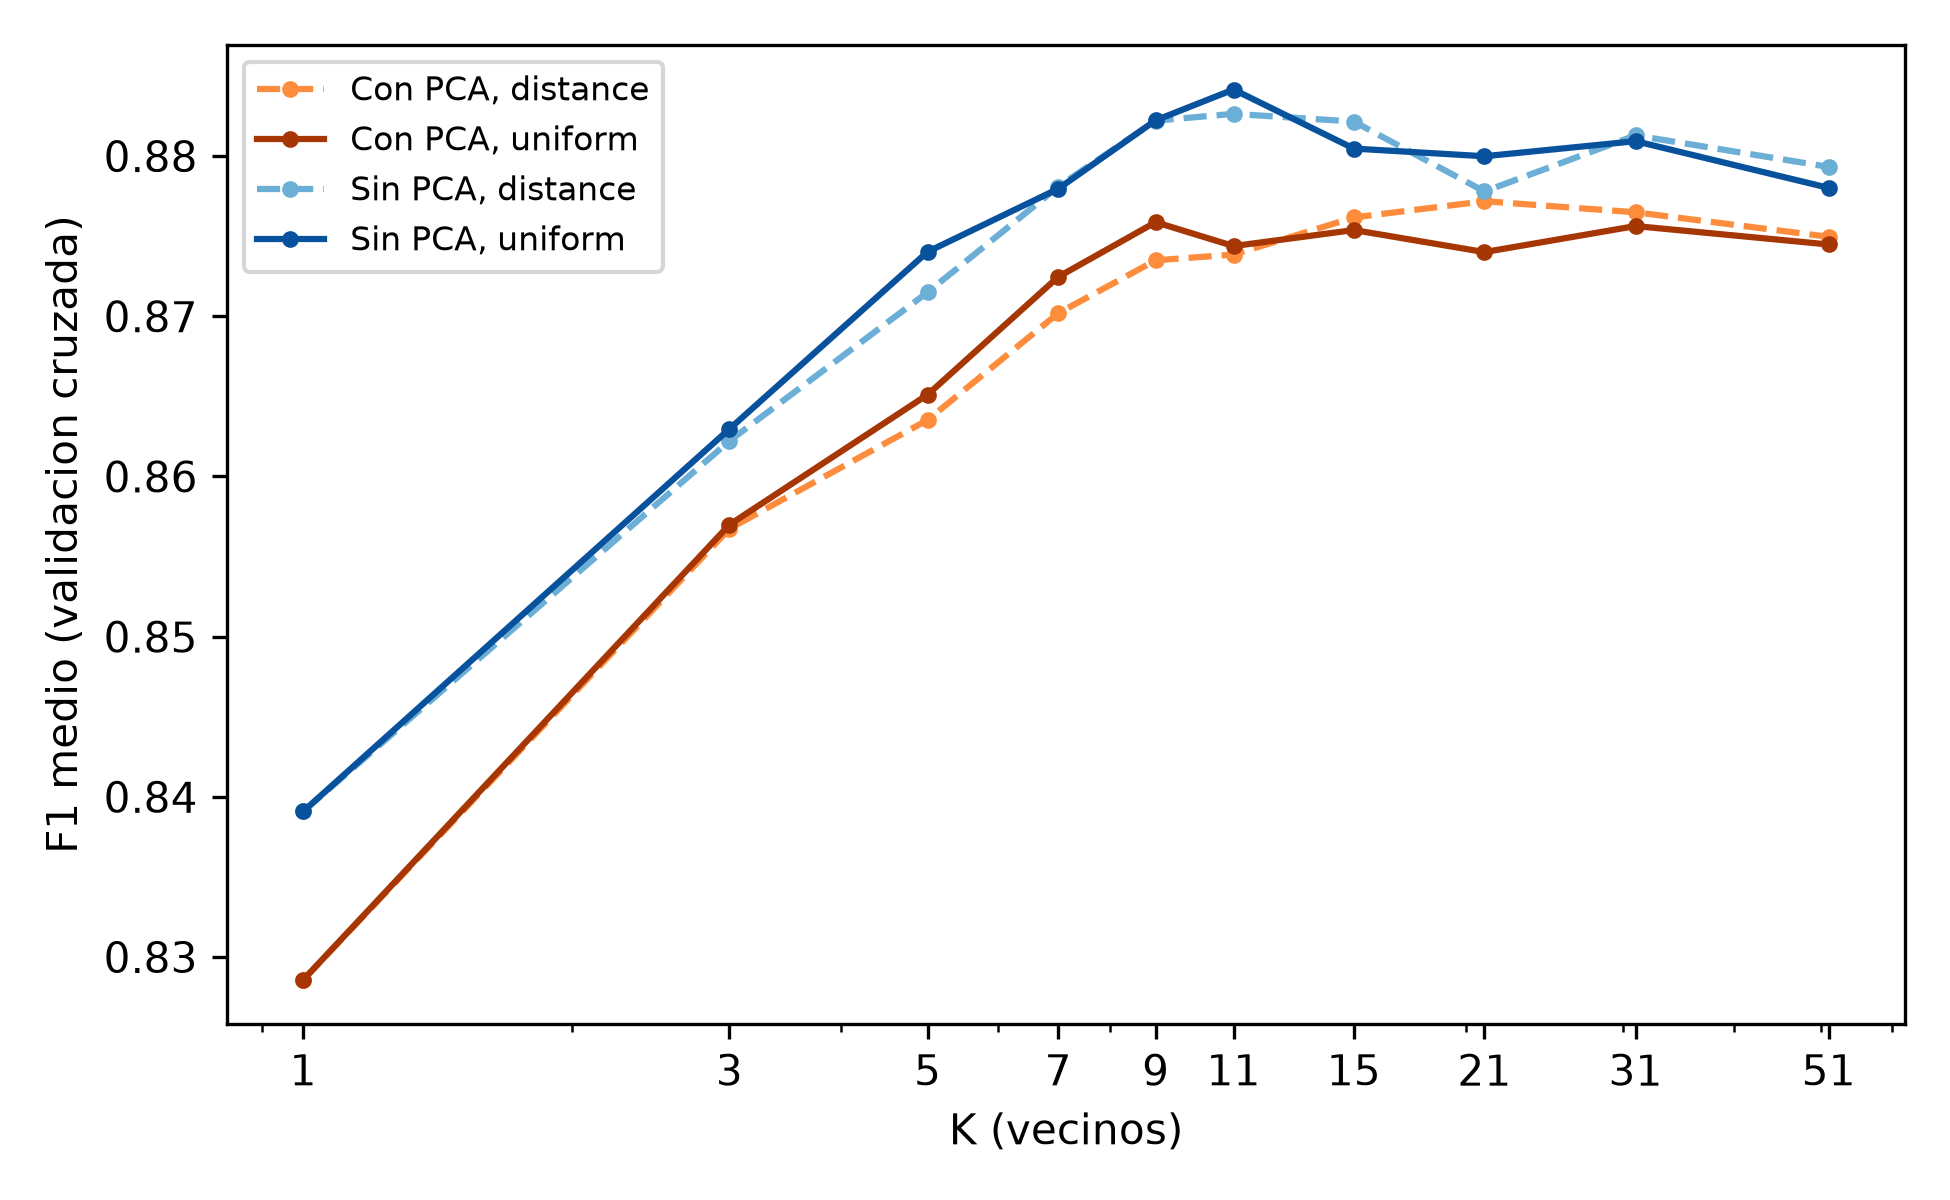 Con PCA, distance
Con PCA, uniform
Sin PCA, distance
Sin PCA, uniform
F1 medio (validacion cruzada)
0.88
0.87
0.86
0.85
0.84
0.83
1 3 5 7 9 11 15 21 31 51
K (vecinos)